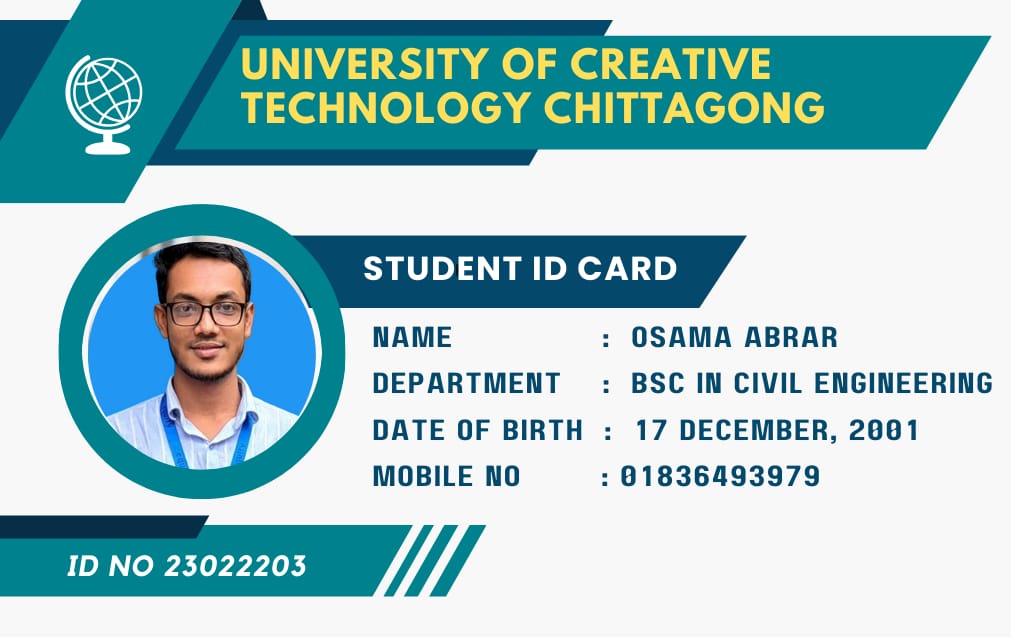 UNIVERSITY OF CREATIVE
TECHNOLOGY CHITTAGONG
STUDENT ID CARD
NAME : OSAMA ABRAR
DEPARTMENT : BSC IN CIVIL ENGINEERING
DATE OF BIRTH : 17 DECEMBER, 2001
MOBILE NO : 01836493979
ID NO 23022203